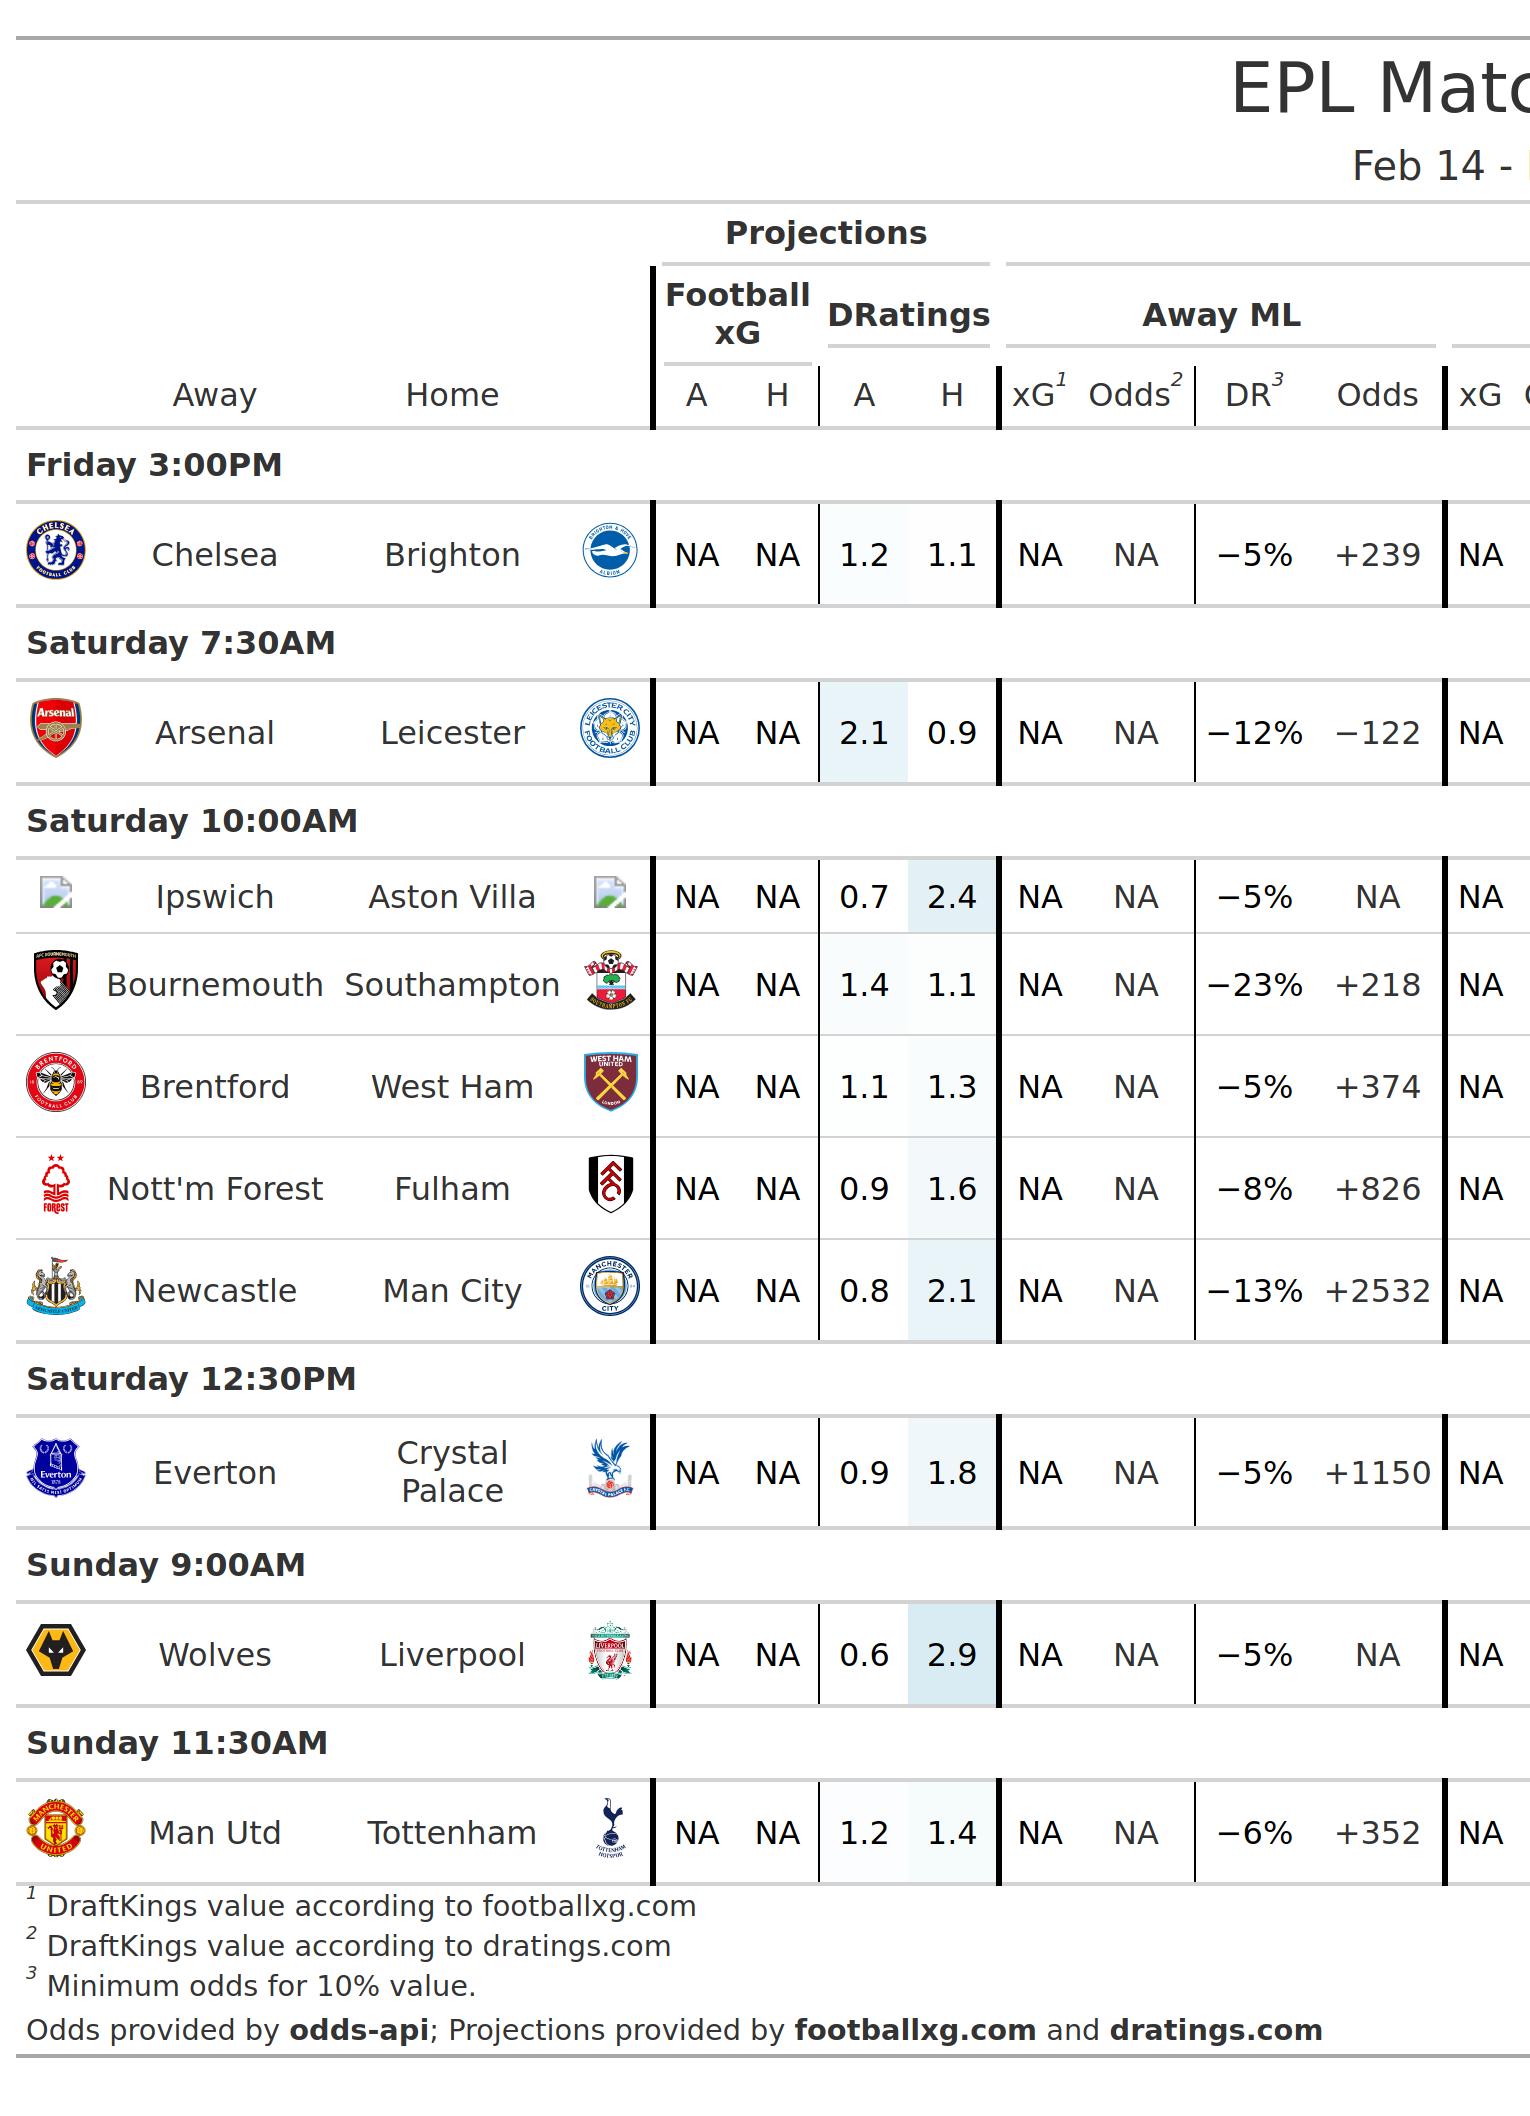 EPL Matc
Feb 14 -
Projections
Football xG DRatings Away ML
Away Home A H A H xG1 Odds2 DR3 Odds xG
Friday 3:00PM
Chelsea Brighton NA NA 1.2 1.1 NA NA −5% +239 NA
Saturday 7:30AM
Arsenal Leicester NA NA 2.1 0.9 NA NA −12% −122 NA
Saturday 10:00AM
Ipswich Aston Villa NA NA 0.7 2.4 NA NA −5% NA NA
Bournemouth Southampton NA NA 1.4 1.1 NA NA −23% +218 NA
Brentford West Ham NA NA 1.1 1.3 NA NA −5% +374 NA
Nott'm Forest Fulham NA NA 0.9 1.6 NA NA −8% +826 NA
Newcastle Man City NA NA 0.8 2.1 NA NA −13% +2532 NA
Saturday 12:30PM
Everton Crystal Palace NA NA 0.9 1.8 NA NA −5% +1150 NA
Sunday 9:00AM
Wolves Liverpool NA NA 0.6 2.9 NA NA −5% NA NA
Sunday 11:30AM
Man Utd Tottenham NA NA 1.2 1.4 NA NA −6% +352 NA
1 DraftKings value according to footballxg.com
2 DraftKings value according to dratings.com
3 Minimum odds for 10% value.
Odds provided by odds-api; Projections provided by footballxg.com and dratings.com